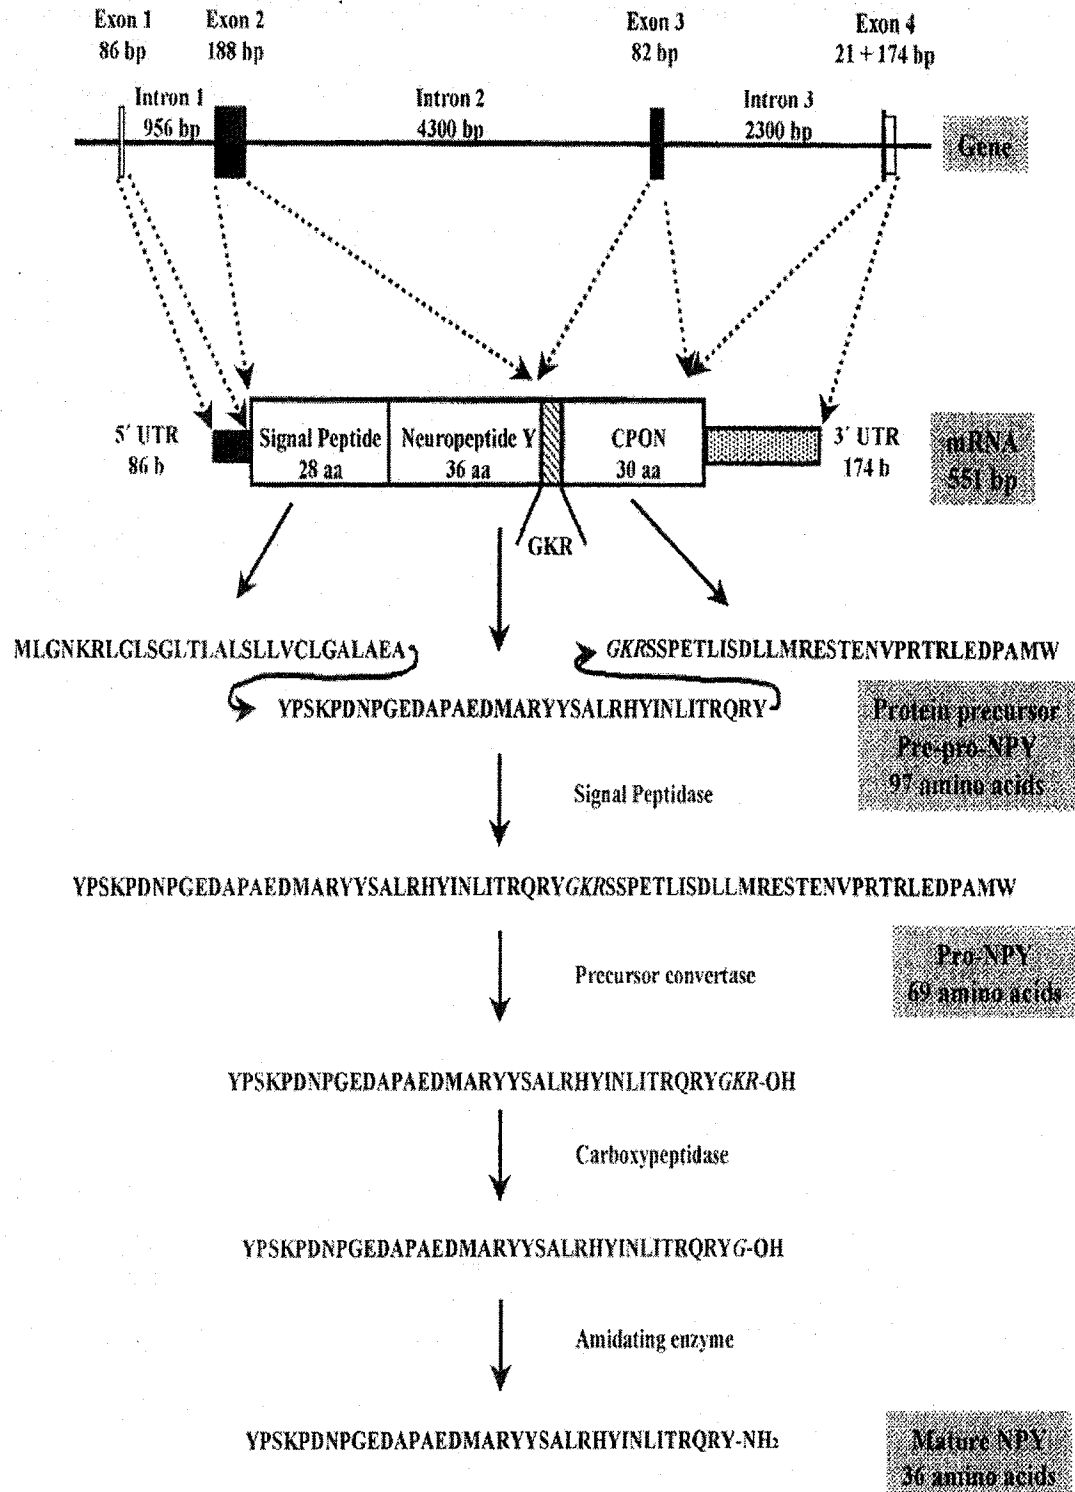 Exon 1
86 bp
Exon 2
188 bp
Exon 3
82 bp
Exon 4
21 + 174 bp
Intron 1
956 bp
Intron 2
4300 bp
Intron 3
2300 bp
Gene
5´ UTR
86 b
Signal Peptide
28 aa
Neuropeptide Y
36 aa
CPON
30 aa
3´ UTR
174 b
mRNA
551 bp
GKR
MLGNKRLGLSGLTLALSLLVCLGALAEA
GKRSSPETLISDLLMRESTENVPRTRLEDPAMW
YPSKPDNPGEDAPAEDMARYYSALRHYINLITRQRY
Protein precursor
Pre-pro-NPY
97 amino acids
Signal Peptidase
YPSKPDNPGEDAPAEDMARYYSALRHYINLITRQRYGKRSSPETLISDLLMRESTENVPRTRLEDPAMW
Pro-NPY
69 amino acids
Precursor convertase
YPSKPDNPGEDAPAEDMARYYSALRHYINLITRQRYGKR-OH
Carboxypeptidase
YPSKPDNPGEDAPAEDMARYYSALRHYINLITRQRYG-OH
Amidating enzyme
YPSKPDNPGEDAPAEDMARYYSALRHYINLITRQRY-NH₂
Mature NPY
36 amino acids